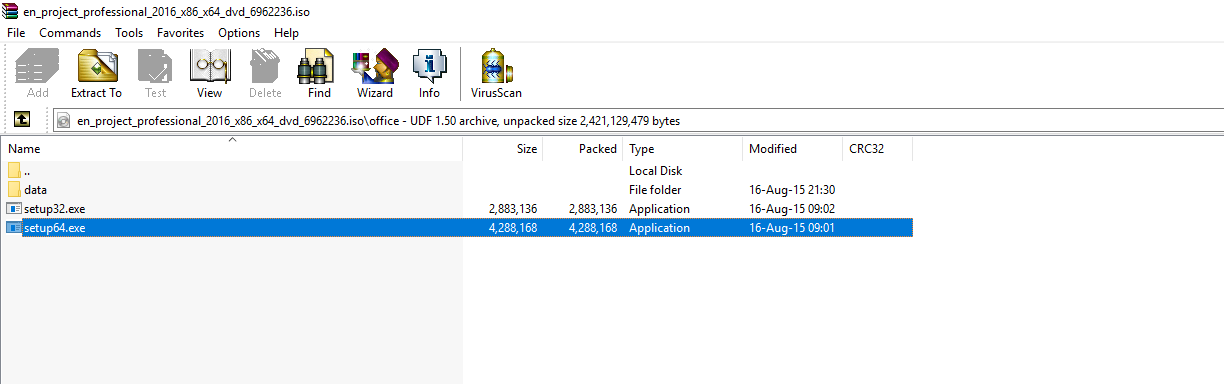 en_project_professional_2016_x86_x64_dvd_6962236.iso
File Commands Tools Favorites Options Help
Add Extract To Test View Delete Find Wizard Info VirusScan
en_project_professional_2016_x86_x64_dvd_6962236.iso\office - UDF 1.50 archive, unpacked size 2,421,129,479 bytes
Name Size Packed Type Modified CRC32
.. Local Disk
data File folder 16-Aug-15 21:30
setup32.exe 2,883,136 2,883,136 Application 16-Aug-15 09:02
setup64.exe 4,288,168 4,288,168 Application 16-Aug-15 09:01